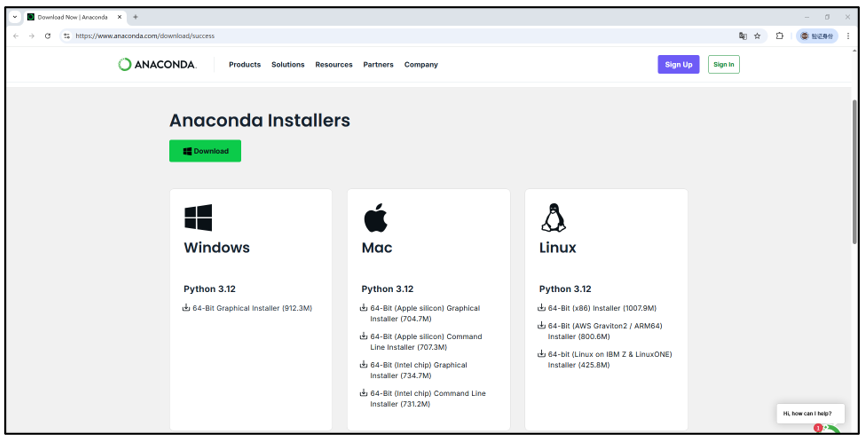 Download Now | Anaconda
https://www.anaconda.com/download/success
验证身份
ANACONDA.
Products Solutions Resources Partners Company
Sign Up
Sign In
Anaconda Installers
Download
Windows
Python 3.12
64-Bit Graphical Installer (912.3M)
Mac
Python 3.12
64-Bit (Apple silicon) Graphical
Installer (704.7M)
64-Bit (Apple silicon) Command
Line Installer (707.3M)
64-Bit (Intel chip) Graphical
Installer (734.7M)
64-Bit (Intel chip) Command Line
Installer (731.2M)
Linux
Python 3.12
64-Bit (x86) Installer (1007.9M)
64-Bit (AWS Graviton2 / ARM64)
Installer (800.6M)
64-bit (Linux on IBM Z & LinuxONE)
Installer (425.8M)
Hi, how can I help?
1